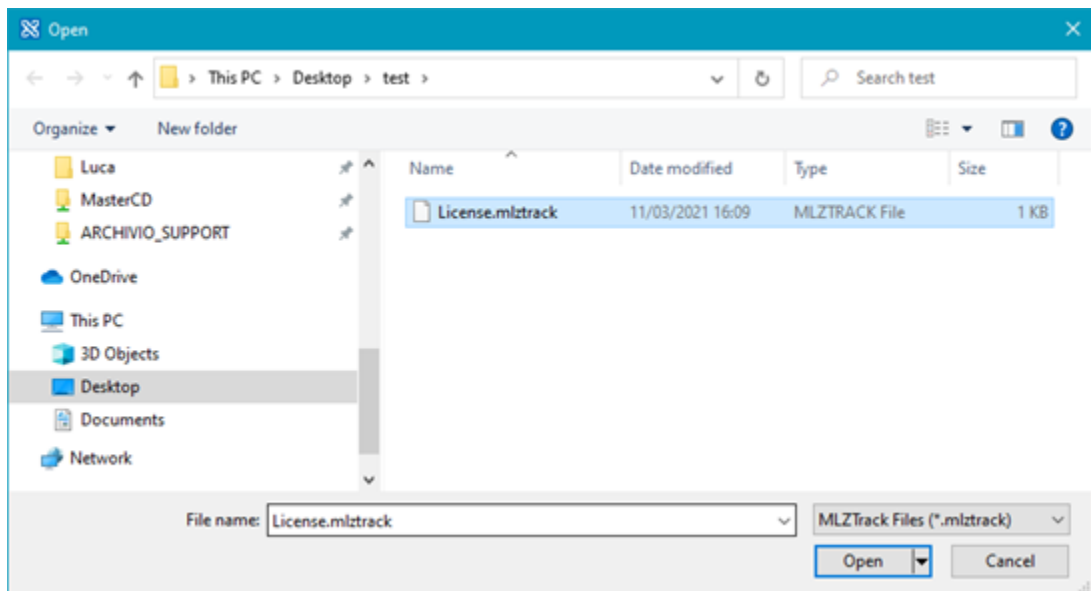 Open
This PC > Desktop > test >
Search test
Organize
New folder
Luca
MasterCD
ARCHIVIO_SUPPORT
OneDrive
This PC
3D Objects
Desktop
Documents
Network
Name Date modified Type Size
License.mlztrack 11/03/2021 16:09 MLZTRACK File 1 KB
File name: License.mlztrack
MLZTrack Files (*.mlztrack)
Open Cancel